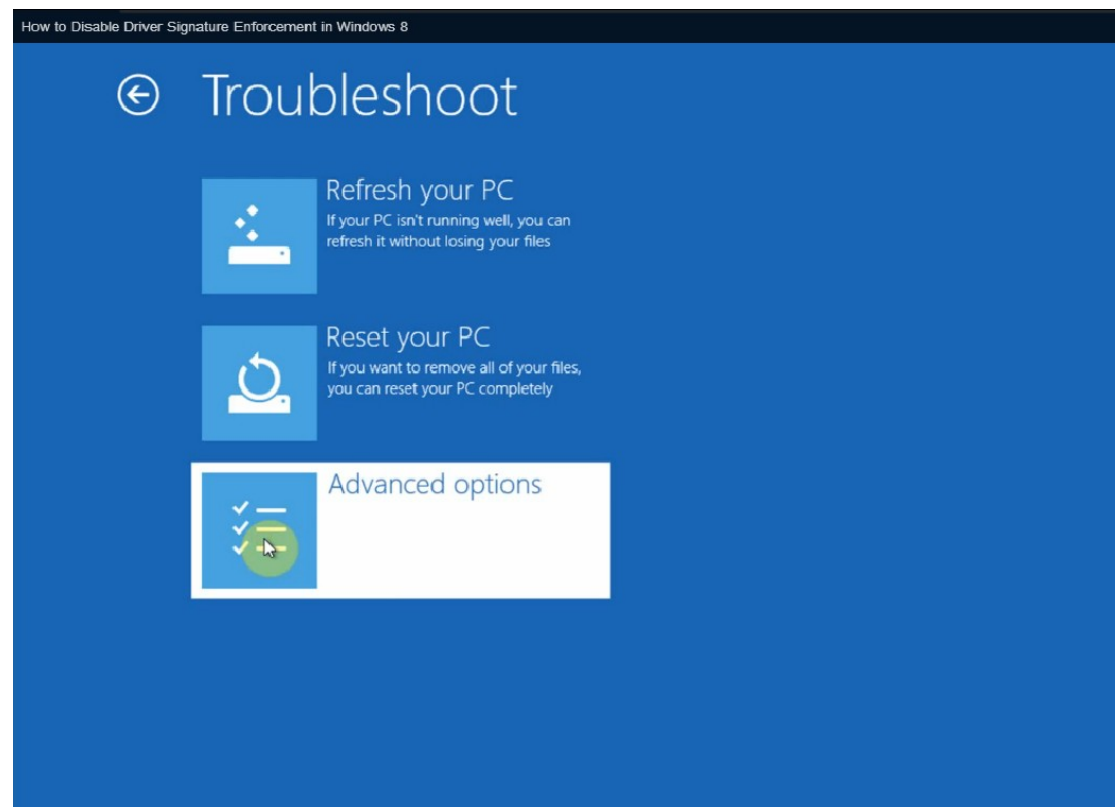 How to Disable Driver Signature Enforcement in Windows 8
Troubleshoot
Refresh your PC
If your PC isn't running well, you can
refresh it without losing your files
Reset your PC
If you want to remove all of your files,
you can reset your PC completely
Advanced options